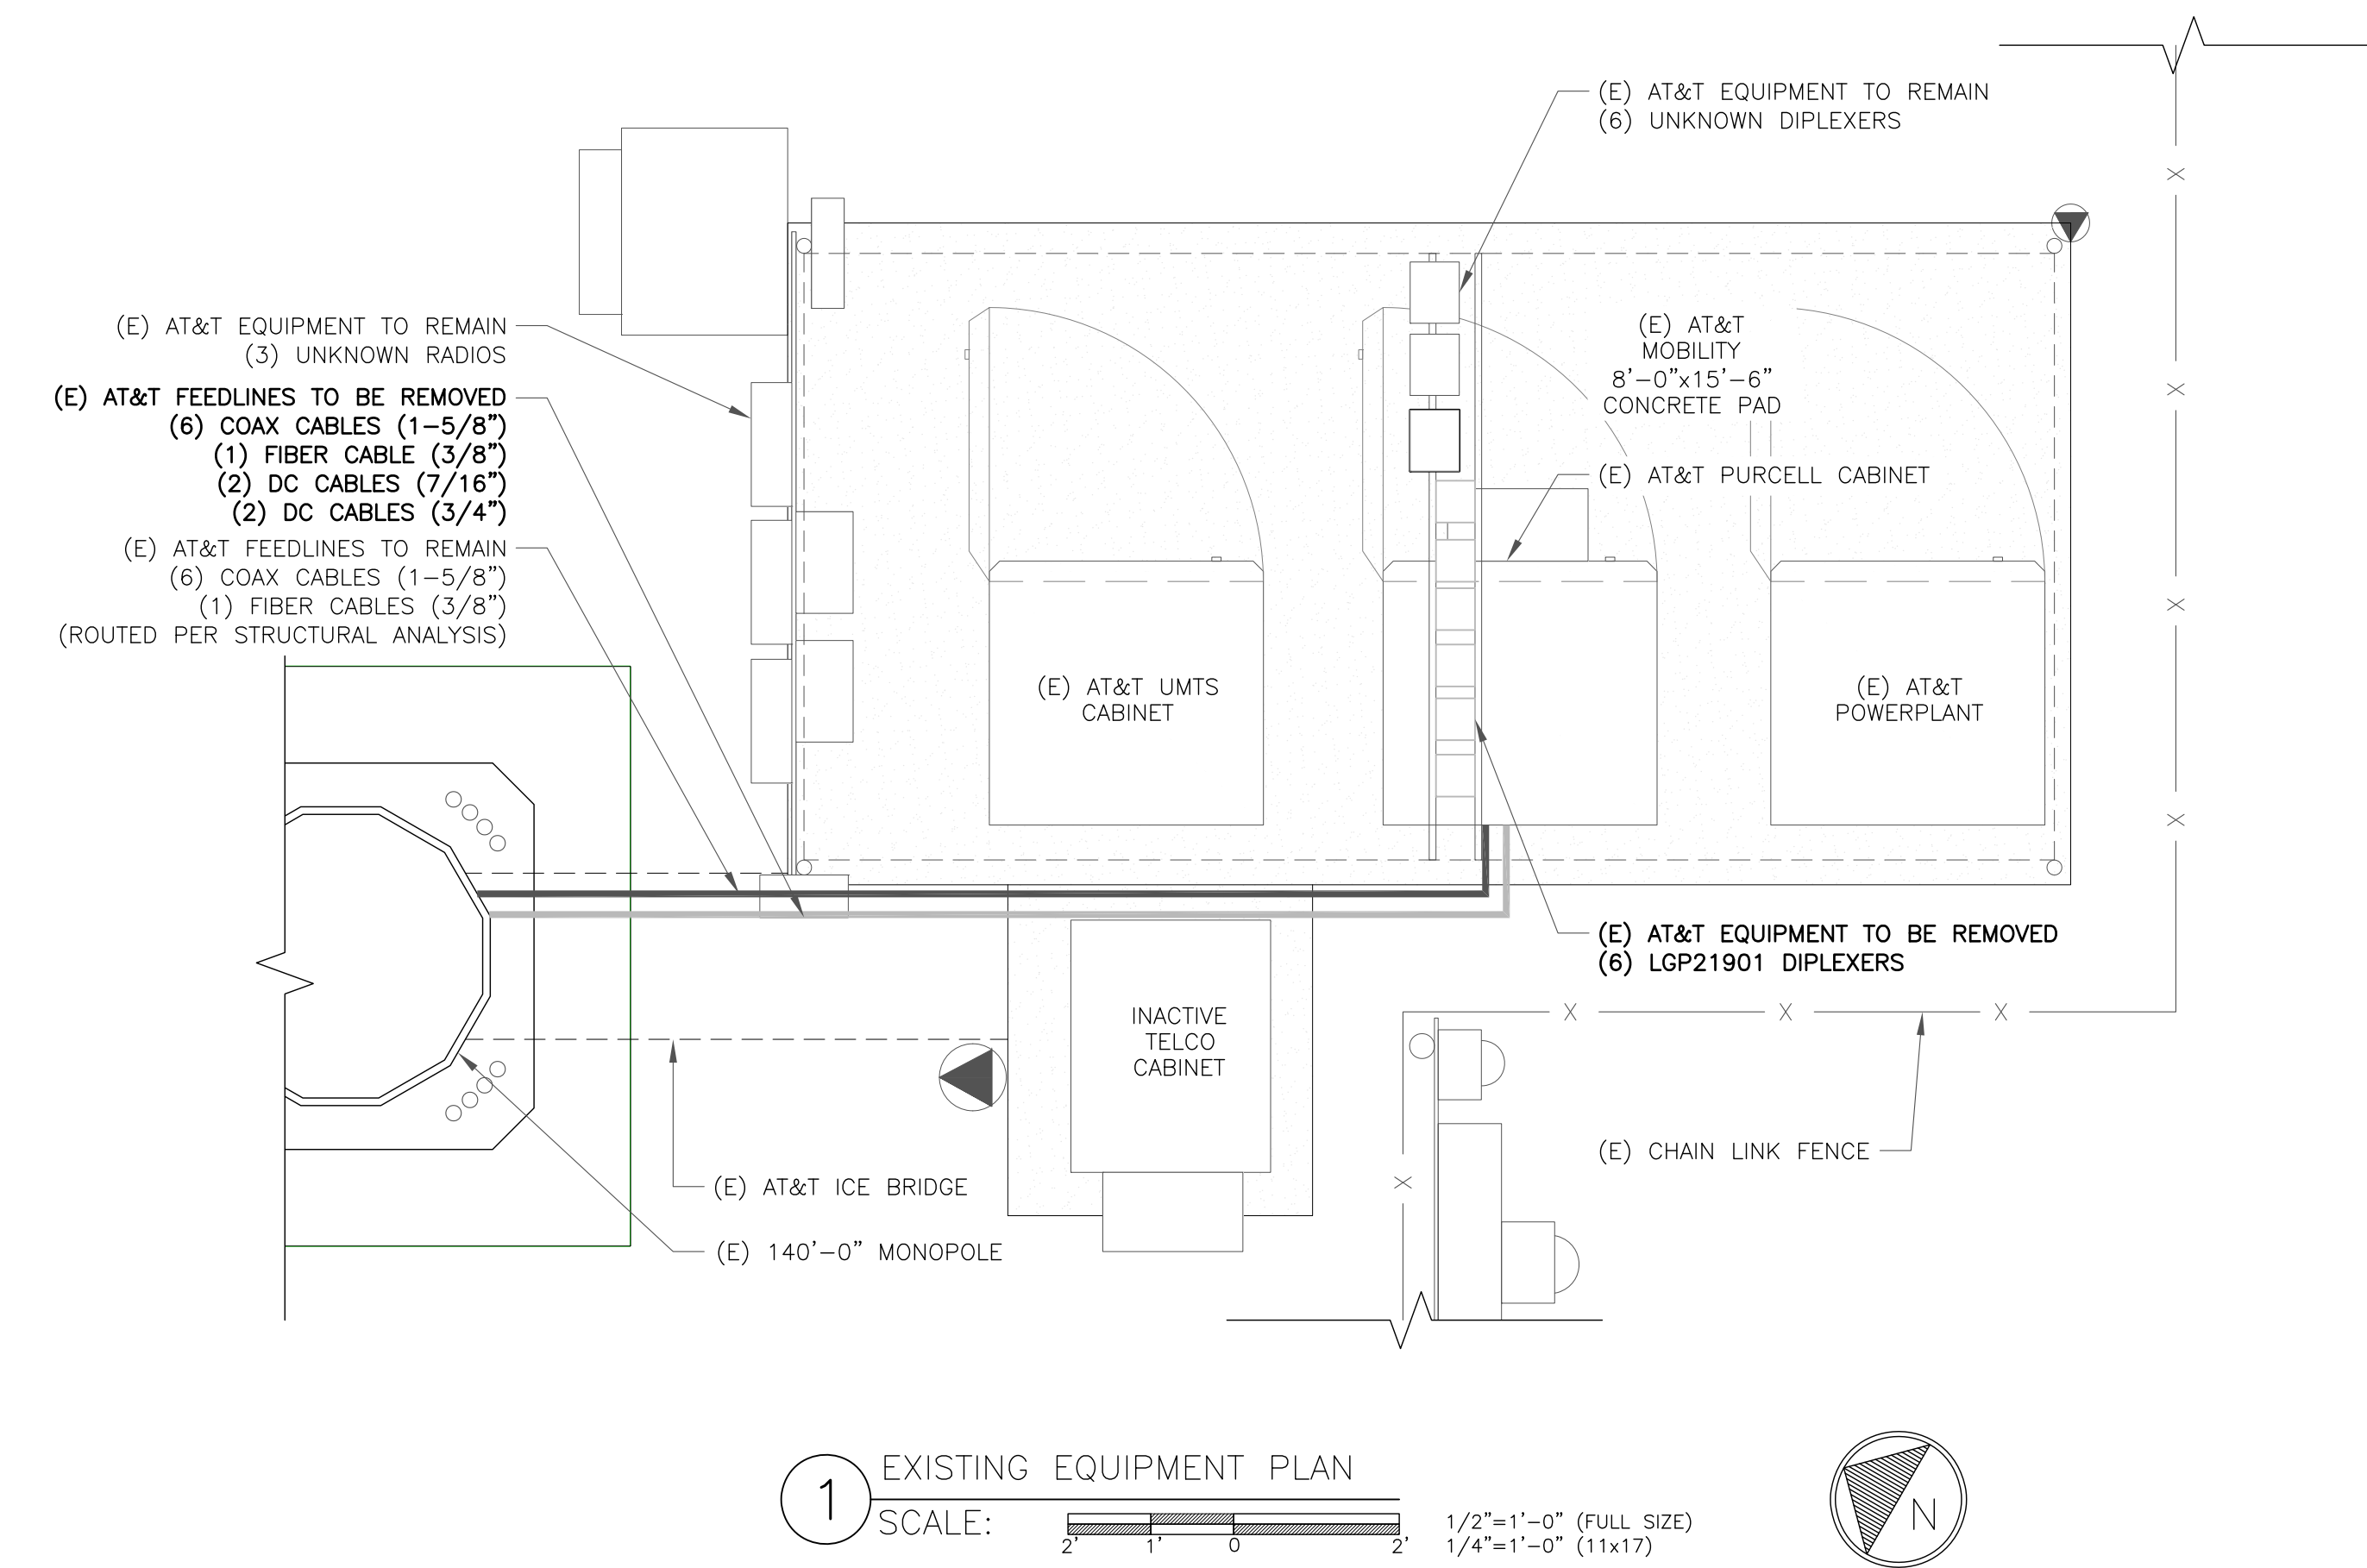 (E) AT&T EQUIPMENT TO REMAIN
(6) UNKNOWN DIPLEXERS
(E) AT&T EQUIPMENT TO REMAIN
(3) UNKNOWN RADIOS
(E) AT&T FEEDLINES TO BE REMOVED
(6) COAX CABLES (1-5/8")
(1) FIBER CABLE (3/8")
(2) DC CABLES (7/16")
(2) DC CABLES (3/4")
(E) AT&T FEEDLINES TO REMAIN
(6) COAX CABLES (1-5/8")
(1) FIBER CABLES (3/8")
(ROUTED PER STRUCTURAL ANALYSIS)
(E) AT&T
MOBILITY
8'-0"x15'-6"
CONCRETE PAD
(E) AT&T PURCELL CABINET
(E) AT&T UMTS
CABINET
(E) AT&T
POWERPLANT
(E) AT&T EQUIPMENT TO BE REMOVED
(6) LGP21901 DIPLEXERS
INACTIVE
TELCO
CABINET
(E) CHAIN LINK FENCE
(E) AT&T ICE BRIDGE
(E) 140'-0" MONOPOLE
X
X
X
X
X
X
X
X
1
EXISTING EQUIPMENT PLAN
SCALE:
2' 1' 0 2'
1/2"=1'-0" (FULL SIZE)
1/4"=1'-0" (11x17)
N